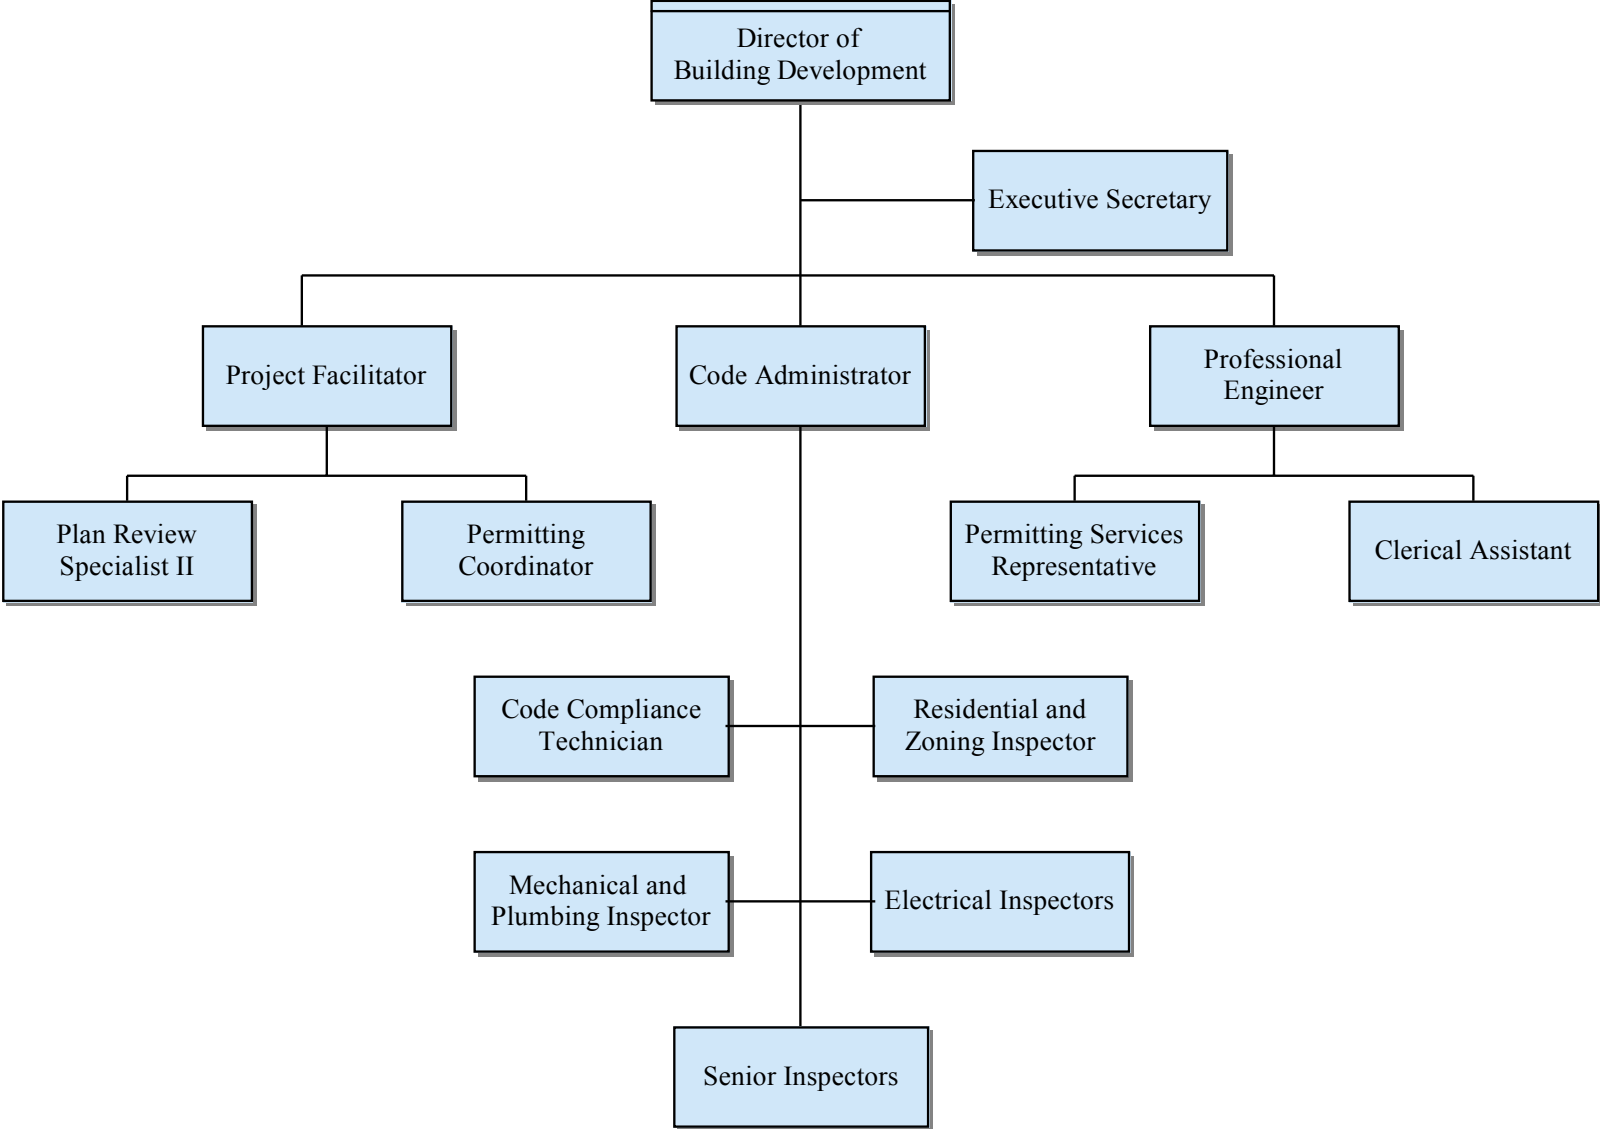 Director of
Building Development
Executive Secretary
Project Facilitator
Code Administrator
Professional
Engineer
Plan Review
Specialist II
Permitting
Coordinator
Permitting Services
Representative
Clerical Assistant
Code Compliance
Technician
Residential and
Zoning Inspector
Mechanical and
Plumbing Inspector
Electrical Inspectors
Senior Inspectors